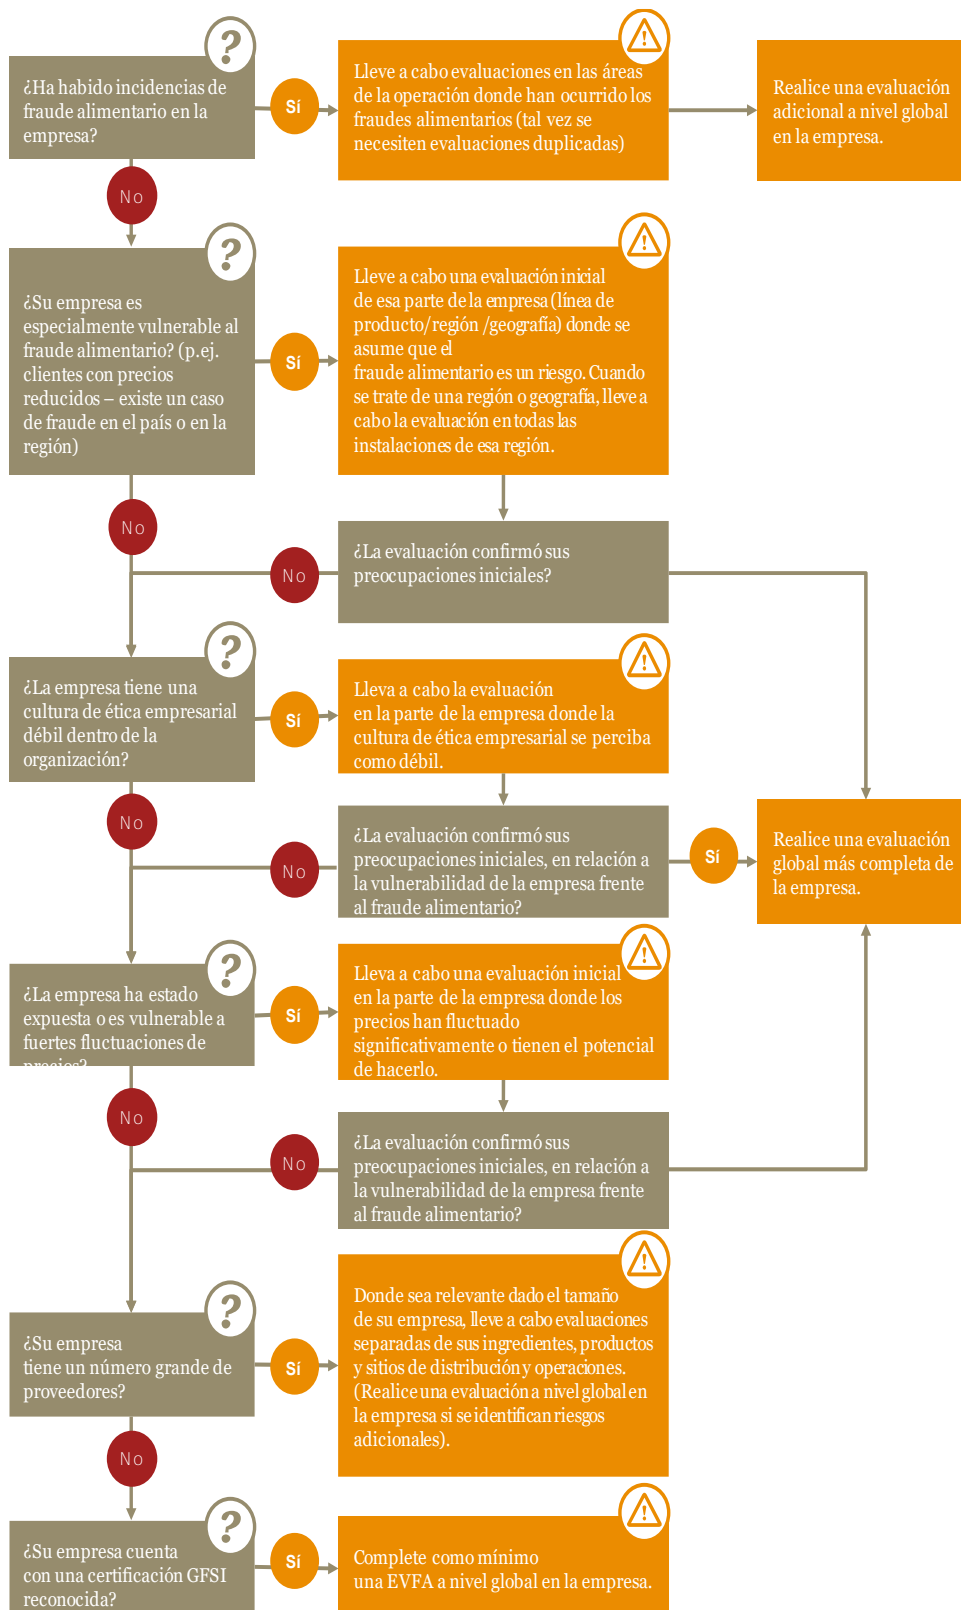 ¿Ha habido incidencias de
fraude alimentario en la
empresa?
?
Sí
Lleve a cabo evaluaciones en las áreas
de la operación donde han ocurrido los
fraudes alimentarios (tal vez se
necesiten evaluaciones duplicadas)
!
Realice una evaluación
adicional a nivel global
en la empresa.
No
¿Su empresa es
especialmente vulnerable al
fraude alimentario? (p.ej.
clientes con precios
reducidos – existe un caso
de fraude en el país o en la
región)
?
Sí
Lleve a cabo una evaluación inicial
de esa parte de la empresa (línea de
producto/región /geografía) donde se
asume que el
fraude alimentario es un riesgo. Cuando
se trate de una región o geografía, lleve a
cabo la evaluación en todas las
instalaciones de esa región.
!
No
No
¿La evaluación confirmó sus
preocupaciones iniciales?
¿La empresa tiene una
cultura de ética empresarial
débil dentro de la
organización?
?
Sí
Lleva a cabo la evaluación
en la parte de la empresa donde la
cultura de ética empresarial se perciba
como débil.
!
No
No
¿La evaluación confirmó sus
preocupaciones iniciales, en relación a
la vulnerabilidad de la empresa frente
al fraude alimentario?
Sí
Realice una evaluación
global más completa de
la empresa.
¿La empresa ha estado
expuesta o es vulnerable a
fuertes fluctuaciones de
precios?
?
Sí
Lleva a cabo una evaluación inicial
en la parte de la empresa donde los
precios han fluctuado
significativamente o tienen el potencial
de hacerlo.
!
No
No
¿La evaluación confirmó sus
preocupaciones iniciales, en relación a
la vulnerabilidad de la empresa frente
al fraude alimentario?
¿Su empresa
tiene un número grande de
proveedores?
?
Sí
Donde sea relevante dado el tamaño
de su empresa, lleve a cabo evaluaciones
separadas de sus ingredientes, productos
y sitios de distribución y operaciones.
(Realice una evaluación a nivel global en
la empresa si se identifican riesgos
adicionales).
!
No
¿Su empresa cuenta
con una certificación GFSI
reconocida?
?
Sí
Complete como mínimo
una EVFA a nivel global en la empresa.
!